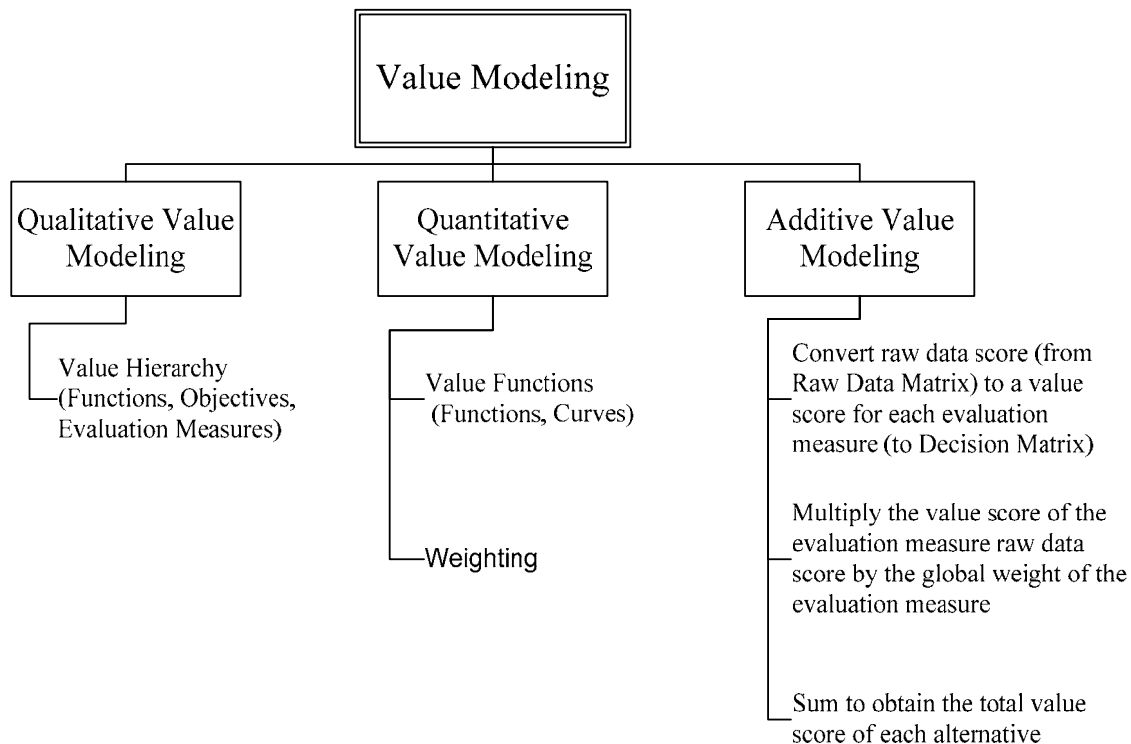 Value Modeling
Qualitative Value
Modeling
Quantitative
Value Modeling
Additive Value
Modeling
Value Hierarchy
(Functions, Objectives,
Evaluation Measures)
Value Functions
(Functions, Curves)
Weighting
Convert raw data score (from
Raw Data Matrix) to a value
score for each evaluation
measure (to Decision Matrix)
Multiply the value score of the
evaluation measure raw data
score by the global weight of the
evaluation measure
Sum to obtain the total value
score of each alternative